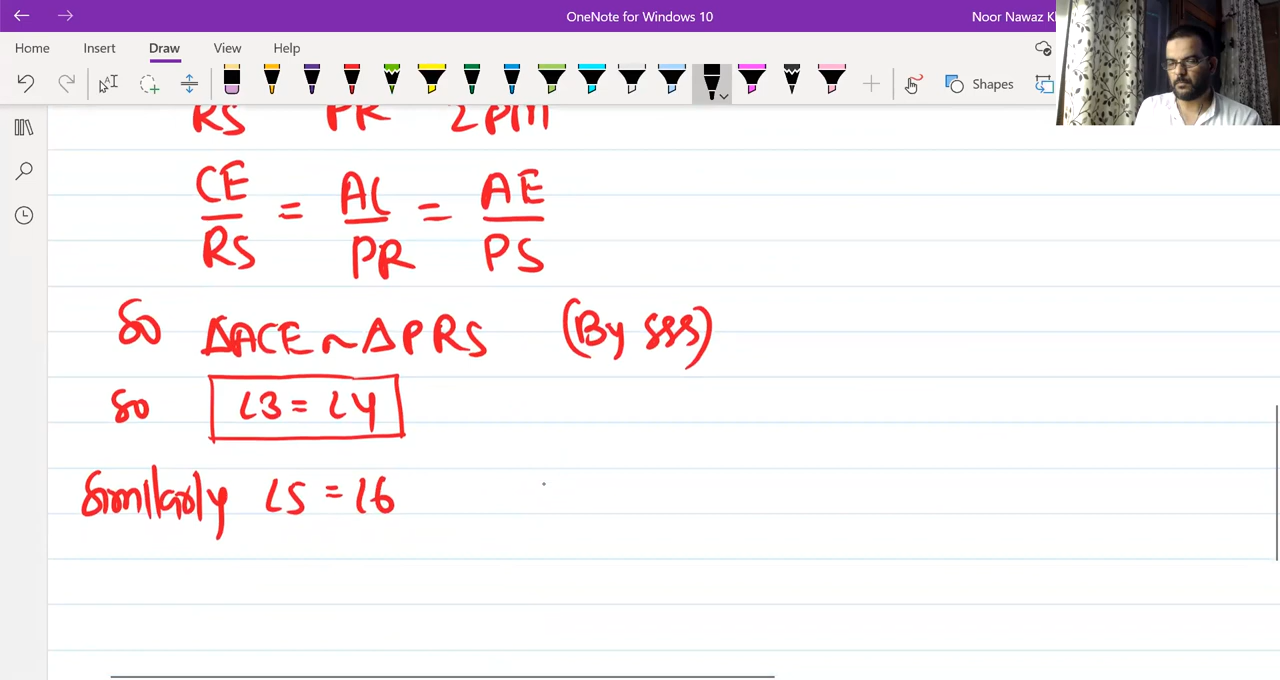 OneNote for Windows 10
Noor Nawaz Kh
Home Insert Draw View Help
Shapes
RS PR 2PM
CE/RS = AC/PR = AE/PS
So ΔACE ~ ΔPRS (By SSS)
So ∠3 = ∠4
Similarly ∠5 = ∠6